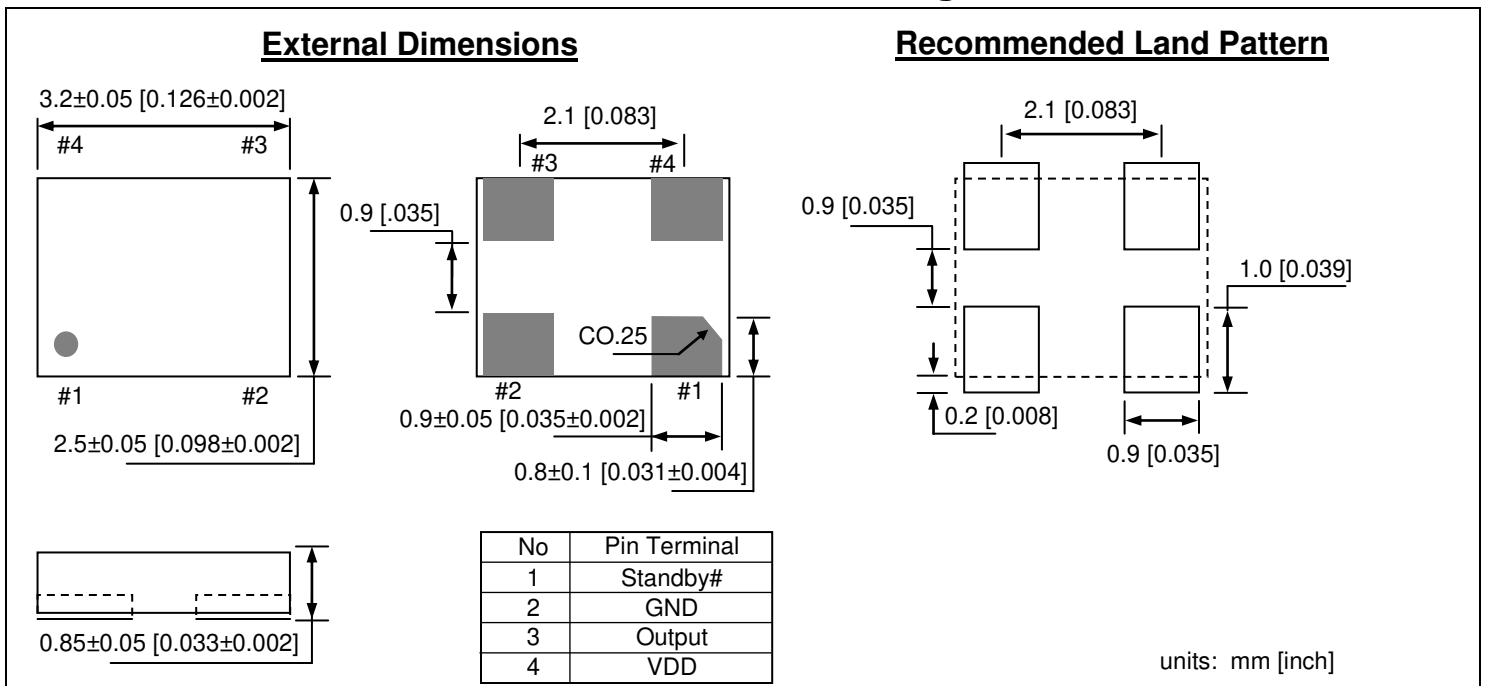 External Dimensions
Recommended Land Pattern
3.2±0.05 [0.126±0.002]
#4 #3
#1 #2
2.5±0.05 [0.098±0.002]
2.1 [0.083]
#3 #4
0.9 [.035]
CO.25
#2 #1
0.9±0.05 [0.035±0.002]
0.8±0.1 [0.031±0.004]
2.1 [0.083]
0.9 [0.035]
1.0 [0.039]
0.2 [0.008]
0.9 [0.035]
0.85±0.05 [0.033±0.002]
No Pin Terminal
1 Standby#
2 GND
3 Output
4 VDD
units: mm [inch]